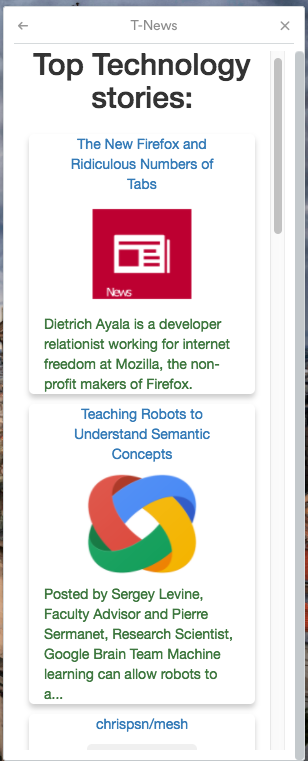 T-News
Top Technology
stories:
The New Firefox and
Ridiculous Numbers of
Tabs
News
Dietrich Ayala is a developer
relationist working for internet
freedom at Mozilla, the non-
profit makers of Firefox.
Teaching Robots to
Understand Semantic
Concepts
Posted by Sergey Levine,
Faculty Advisor and Pierre
Sermanet, Research Scientist,
Google Brain Team Machine
learning can allow robots to
a...
chrispsn/mesh